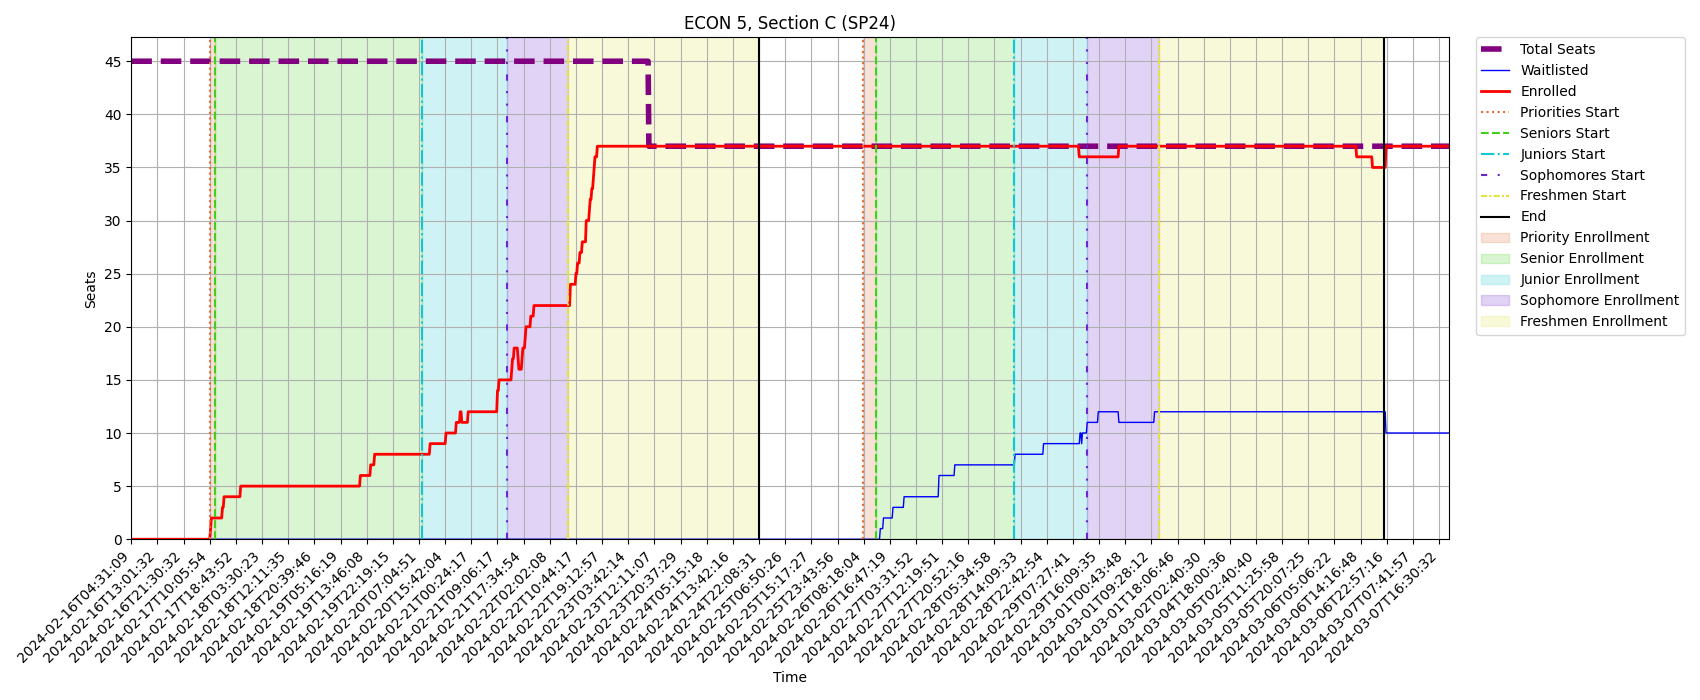 ECON 5, Section C (SP24)
Seats
45
40
35
30
25
20
15
10
5
0
2024-02-16T04:31:09
2024-02-16T13:01:32
2024-02-16T21:30:32
2024-02-17T10:05:54
2024-02-17T18:43:52
2024-02-18T03:30:23
2024-02-18T12:11:35
2024-02-18T20:39:46
2024-02-19T05:16:19
2024-02-19T13:46:08
2024-02-19T22:19:15
2024-02-20T07:04:51
2024-02-20T15:42:04
2024-02-21T00:24:17
2024-02-21T09:06:17
2024-02-21T17:34:54
2024-02-22T02:02:08
2024-02-22T10:44:17
2024-02-22T19:12:57
2024-02-23T03:42:14
2024-02-23T12:11:07
2024-02-23T20:37:29
2024-02-24T05:15:18
2024-02-24T13:42:16
2024-02-24T22:08:31
2024-02-25T06:50:26
2024-02-25T15:17:27
2024-02-25T23:43:56
2024-02-26T08:18:04
2024-02-26T16:47:19
2024-02-27T03:31:52
2024-02-27T12:19:51
2024-02-27T20:52:16
2024-02-28T05:34:58
2024-02-28T14:09:33
2024-02-28T22:42:54
2024-02-29T07:27:41
2024-02-29T16:09:35
2024-03-01T00:43:48
2024-03-01T09:28:12
2024-03-01T18:06:46
2024-03-02T02:40:30
2024-03-04T18:00:36
2024-03-05T02:40:40
2024-03-05T11:25:58
2024-03-05T20:07:25
2024-03-06T05:06:22
2024-03-06T14:16:48
2024-03-06T22:57:16
2024-03-07T07:41:57
2024-03-07T16:30:32
Time
Total Seats
Waitlisted
Enrolled
Priorities Start
Seniors Start
Juniors Start
Sophomores Start
Freshmen Start
End
Priority Enrollment
Senior Enrollment
Junior Enrollment
Sophomore Enrollment
Freshmen Enrollment